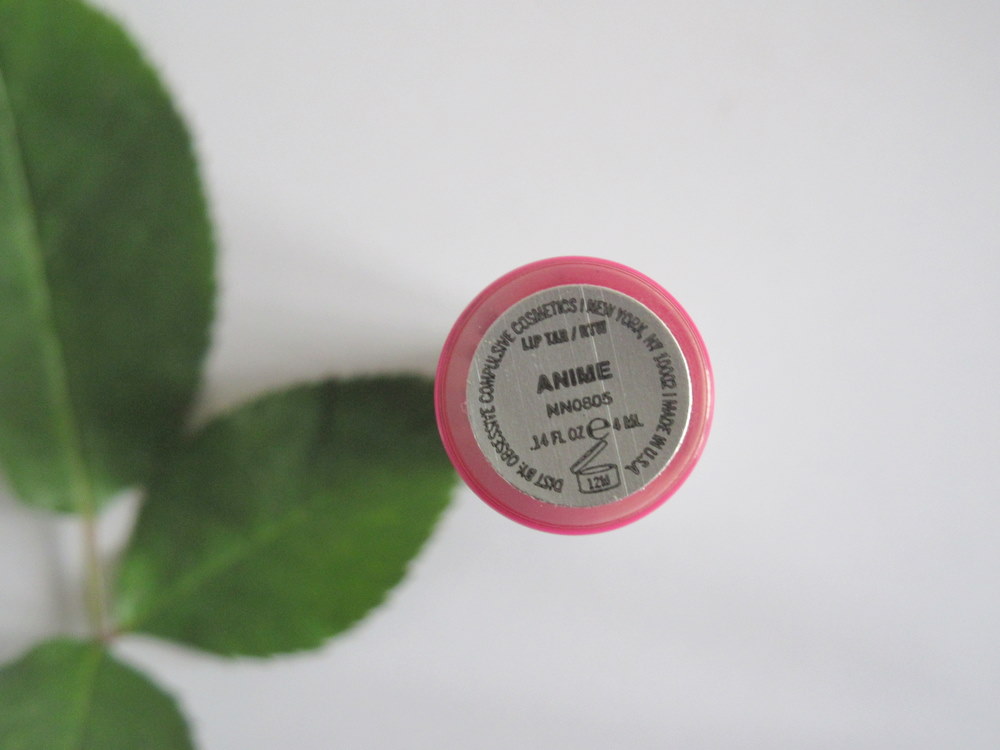 DIST BY: OBSESSIVE COMPULSIVE COSMETICS | NEW YORK, NY 10002 | MADE IN U.S.A.
LIP TAR / RTW
ANIME
NN0805
.14 FL OZ e 4 ML
12M